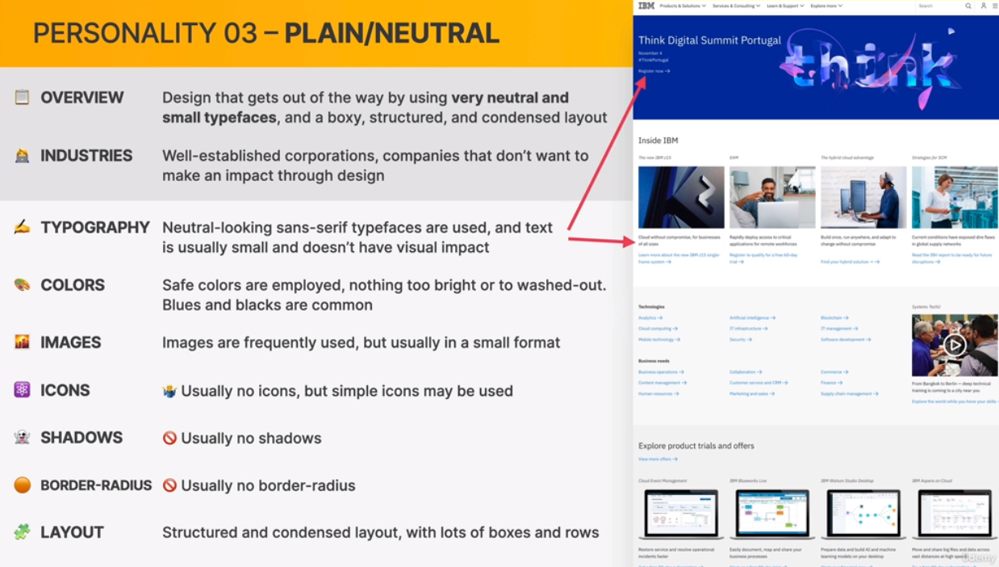 PERSONALITY 03 – PLAIN/NEUTRAL
OVERVIEW
Design that gets out of the way by using very neutral and
small typefaces, and a boxy, structured, and condensed layout
INDUSTRIES
Well-established corporations, companies that don’t want to
make an impact through design
TYPOGRAPHY
Neutral-looking sans-serif typefaces are used, and text
is usually small and doesn’t have visual impact
COLORS
Safe colors are employed, nothing too bright or to washed-out.
Blues and blacks are common
IMAGES
Images are frequently used, but usually in a small format
ICONS
Usually no icons, but simple icons may be used
SHADOWS
Usually no shadows
BORDER-RADIUS
Usually no border-radius
LAYOUT
Structured and condensed layout, with lots of boxes and rows
IBM Products & Solutions Services & Consulting Learn & Support Explore more Search
Think Digital Summit Portugal
November 4
#ThinkPortugal
Register now →
think
Inside IBM
The new IBM z15
Cloud without compromise, for businesses
of all sizes
Learn more about the new IBM z15 single-
frame system →
EAM
Rapidly deploy access to critical
applications for remote workforces
Register to qualify for a free 60-day
trial →
The hybrid cloud advantage
Build once, run anywhere, and adapt to
change without compromise
Find your hybrid solution →
Strategies for SCM
Current conditions have exposed dire flaws
in global supply networks
Read the IBV report to be ready for future
disruptions →
Technologies
Analytics → Artificial intelligence → Blockchain →
Cloud computing → IT infrastructure → IT management →
Mobile technology → Security → Software development →
Business needs
Business operations → Collaboration → Commerce →
Content management → Customer service and CRM → Finance →
Human resources → Marketing and sales → Supply chain management →
Systems TechU
From Bangkok to Berlin — deep technical
training is coming to a city near you
Explore the world while you hone your skills
Explore product trials and offers
View more offers →
Cloud Event Management
Restore service and resolve operational
incidents faster
IBM Blueworks Live
Easily document, map and share your
business processes
IBM Watson Studio Desktop
Prepare data and build AI and machine
learning models on your desktop
IBM Aspera on Cloud
Move and share big files and data across
vast distances at high speed
udemy